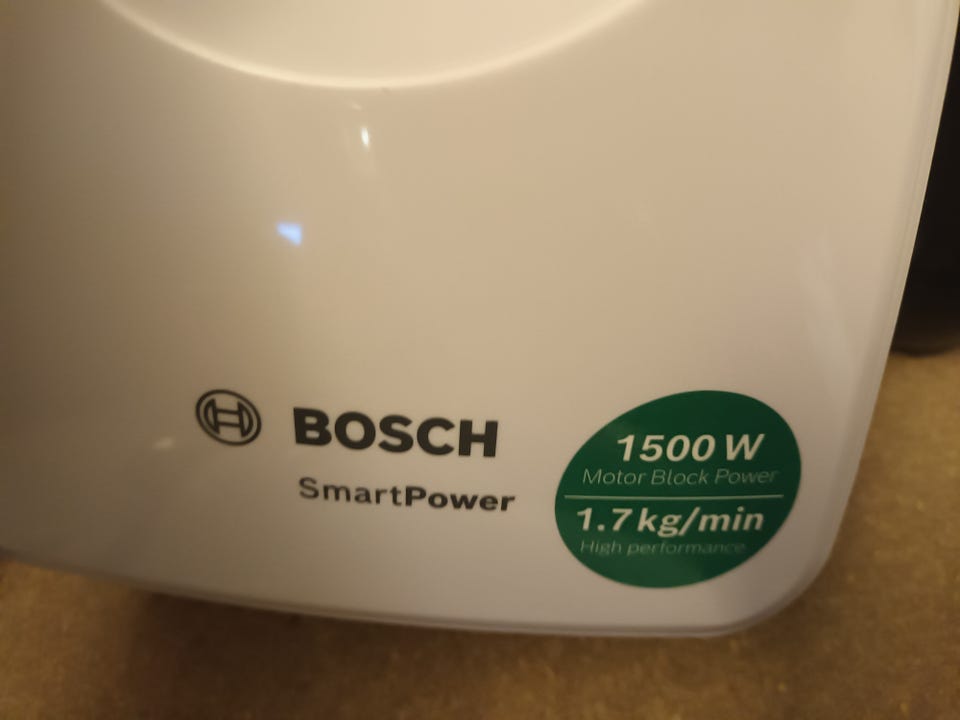 BOSCH
SmartPower
1500 W
Motor Block Power
1.7 kg/min
High performance